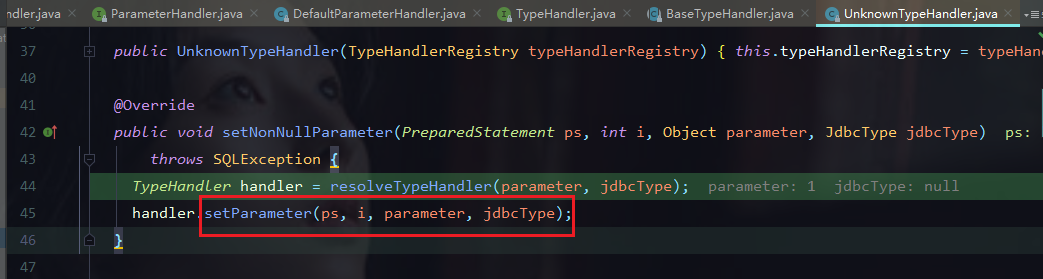 ndler.java × ParameterHandler.java × DefaultParameterHandler.java × TypeHandler.java × BaseTypeHandler.java × UnknownTypeHandler.java ×
37 public UnknownTypeHandler(TypeHandlerRegistry typeHandlerRegistry) { this.typeHandlerRegistry = typeHand
40
41 @Override
42 public void setNonNullParameter(PreparedStatement ps, int i, Object parameter, JdbcType jdbcType) ps:
43 throws SQLException {
44 TypeHandler handler = resolveTypeHandler(parameter, jdbcType); parameter: 1 jdbcType: null
45 handler.setParameter(ps, i, parameter, jdbcType);
46 }
47